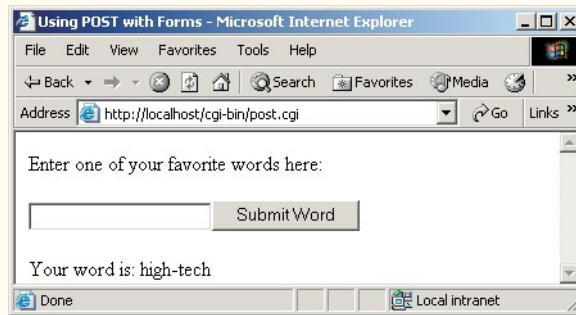 Using POST with Forms - Microsoft Internet Explorer
File Edit View Favorites Tools Help
Back Search Favorites Media »
Address http://localhost/cgi-bin/post.cgi Go Links »
Enter one of your favorite words here:
Submit Word
Your word is: high-tech
Done Local intranet